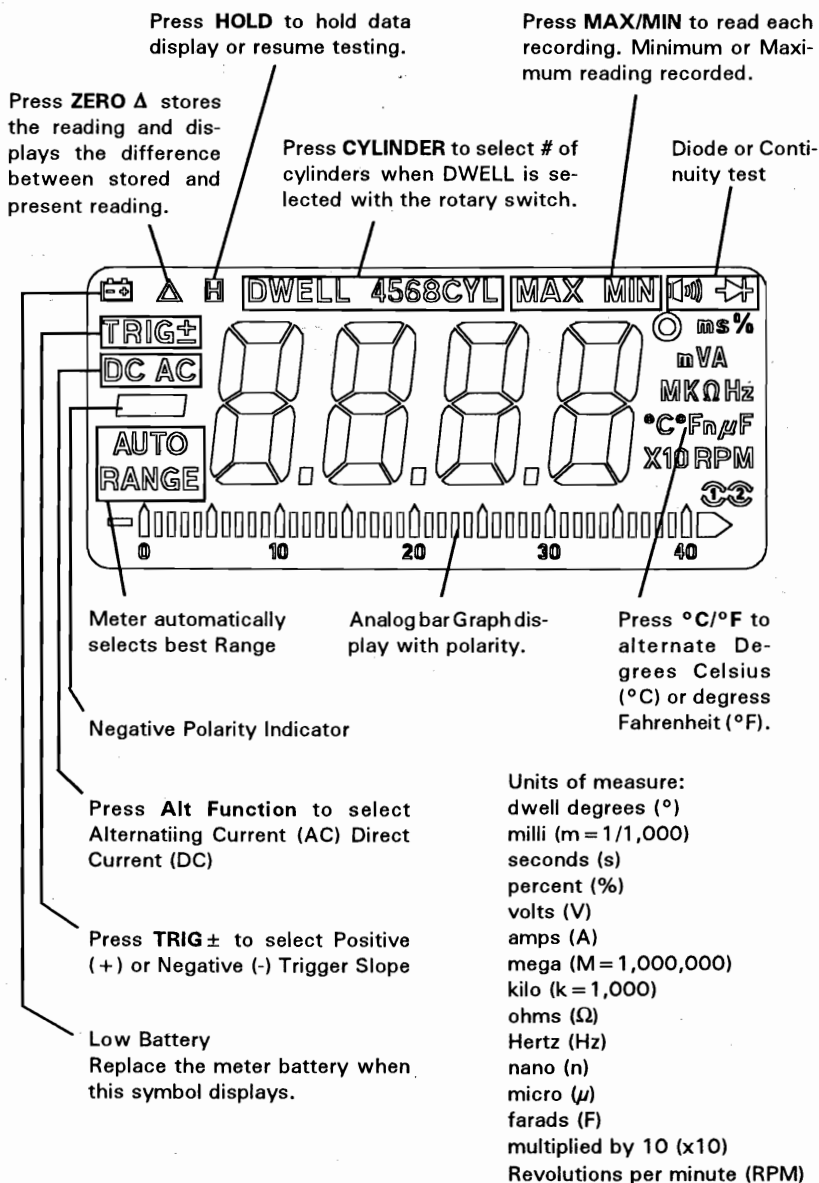 Press HOLD to hold data
display or resume testing.
Press MAX/MIN to read each
recording. Minimum or Maxi-
mum reading recorded.
Press ZERO Δ stores
the reading and dis-
plays the difference
between stored and
present reading.
Press CYLINDER to select # of
cylinders when DWELL is se-
lected with the rotary switch.
Diode or Conti-
nuity test
Δ H DWELL 4568CYL MAX MIN
TRIG±
ms%
DC AC
mVA
MKΩHz
°C°FnμF
AUTO
RANGE
X10RPM
8.8.8.8
1 2
0 10 20 30 40
Meter automatically
selects best Range
Analog bar Graph dis-
play with polarity.
Press °C/°F to
alternate De-
grees Celsius
(°C) or degress
Fahrenheit (°F).
Negative Polarity Indicator
Press Alt Function to select
Alternatiing Current (AC) Direct
Current (DC)
Press TRIG± to select Positive
(+) or Negative (-) Trigger Slope
Low Battery
Replace the meter battery when
this symbol displays.
Units of measure:
dwell degrees (°)
milli (m=1/1,000)
seconds (s)
percent (%)
volts (V)
amps (A)
mega (M=1,000,000)
kilo (k=1,000)
ohms (Ω)
Hertz (Hz)
nano (n)
micro (μ)
farads (F)
multiplied by 10 (x10)
Revolutions per minute (RPM)